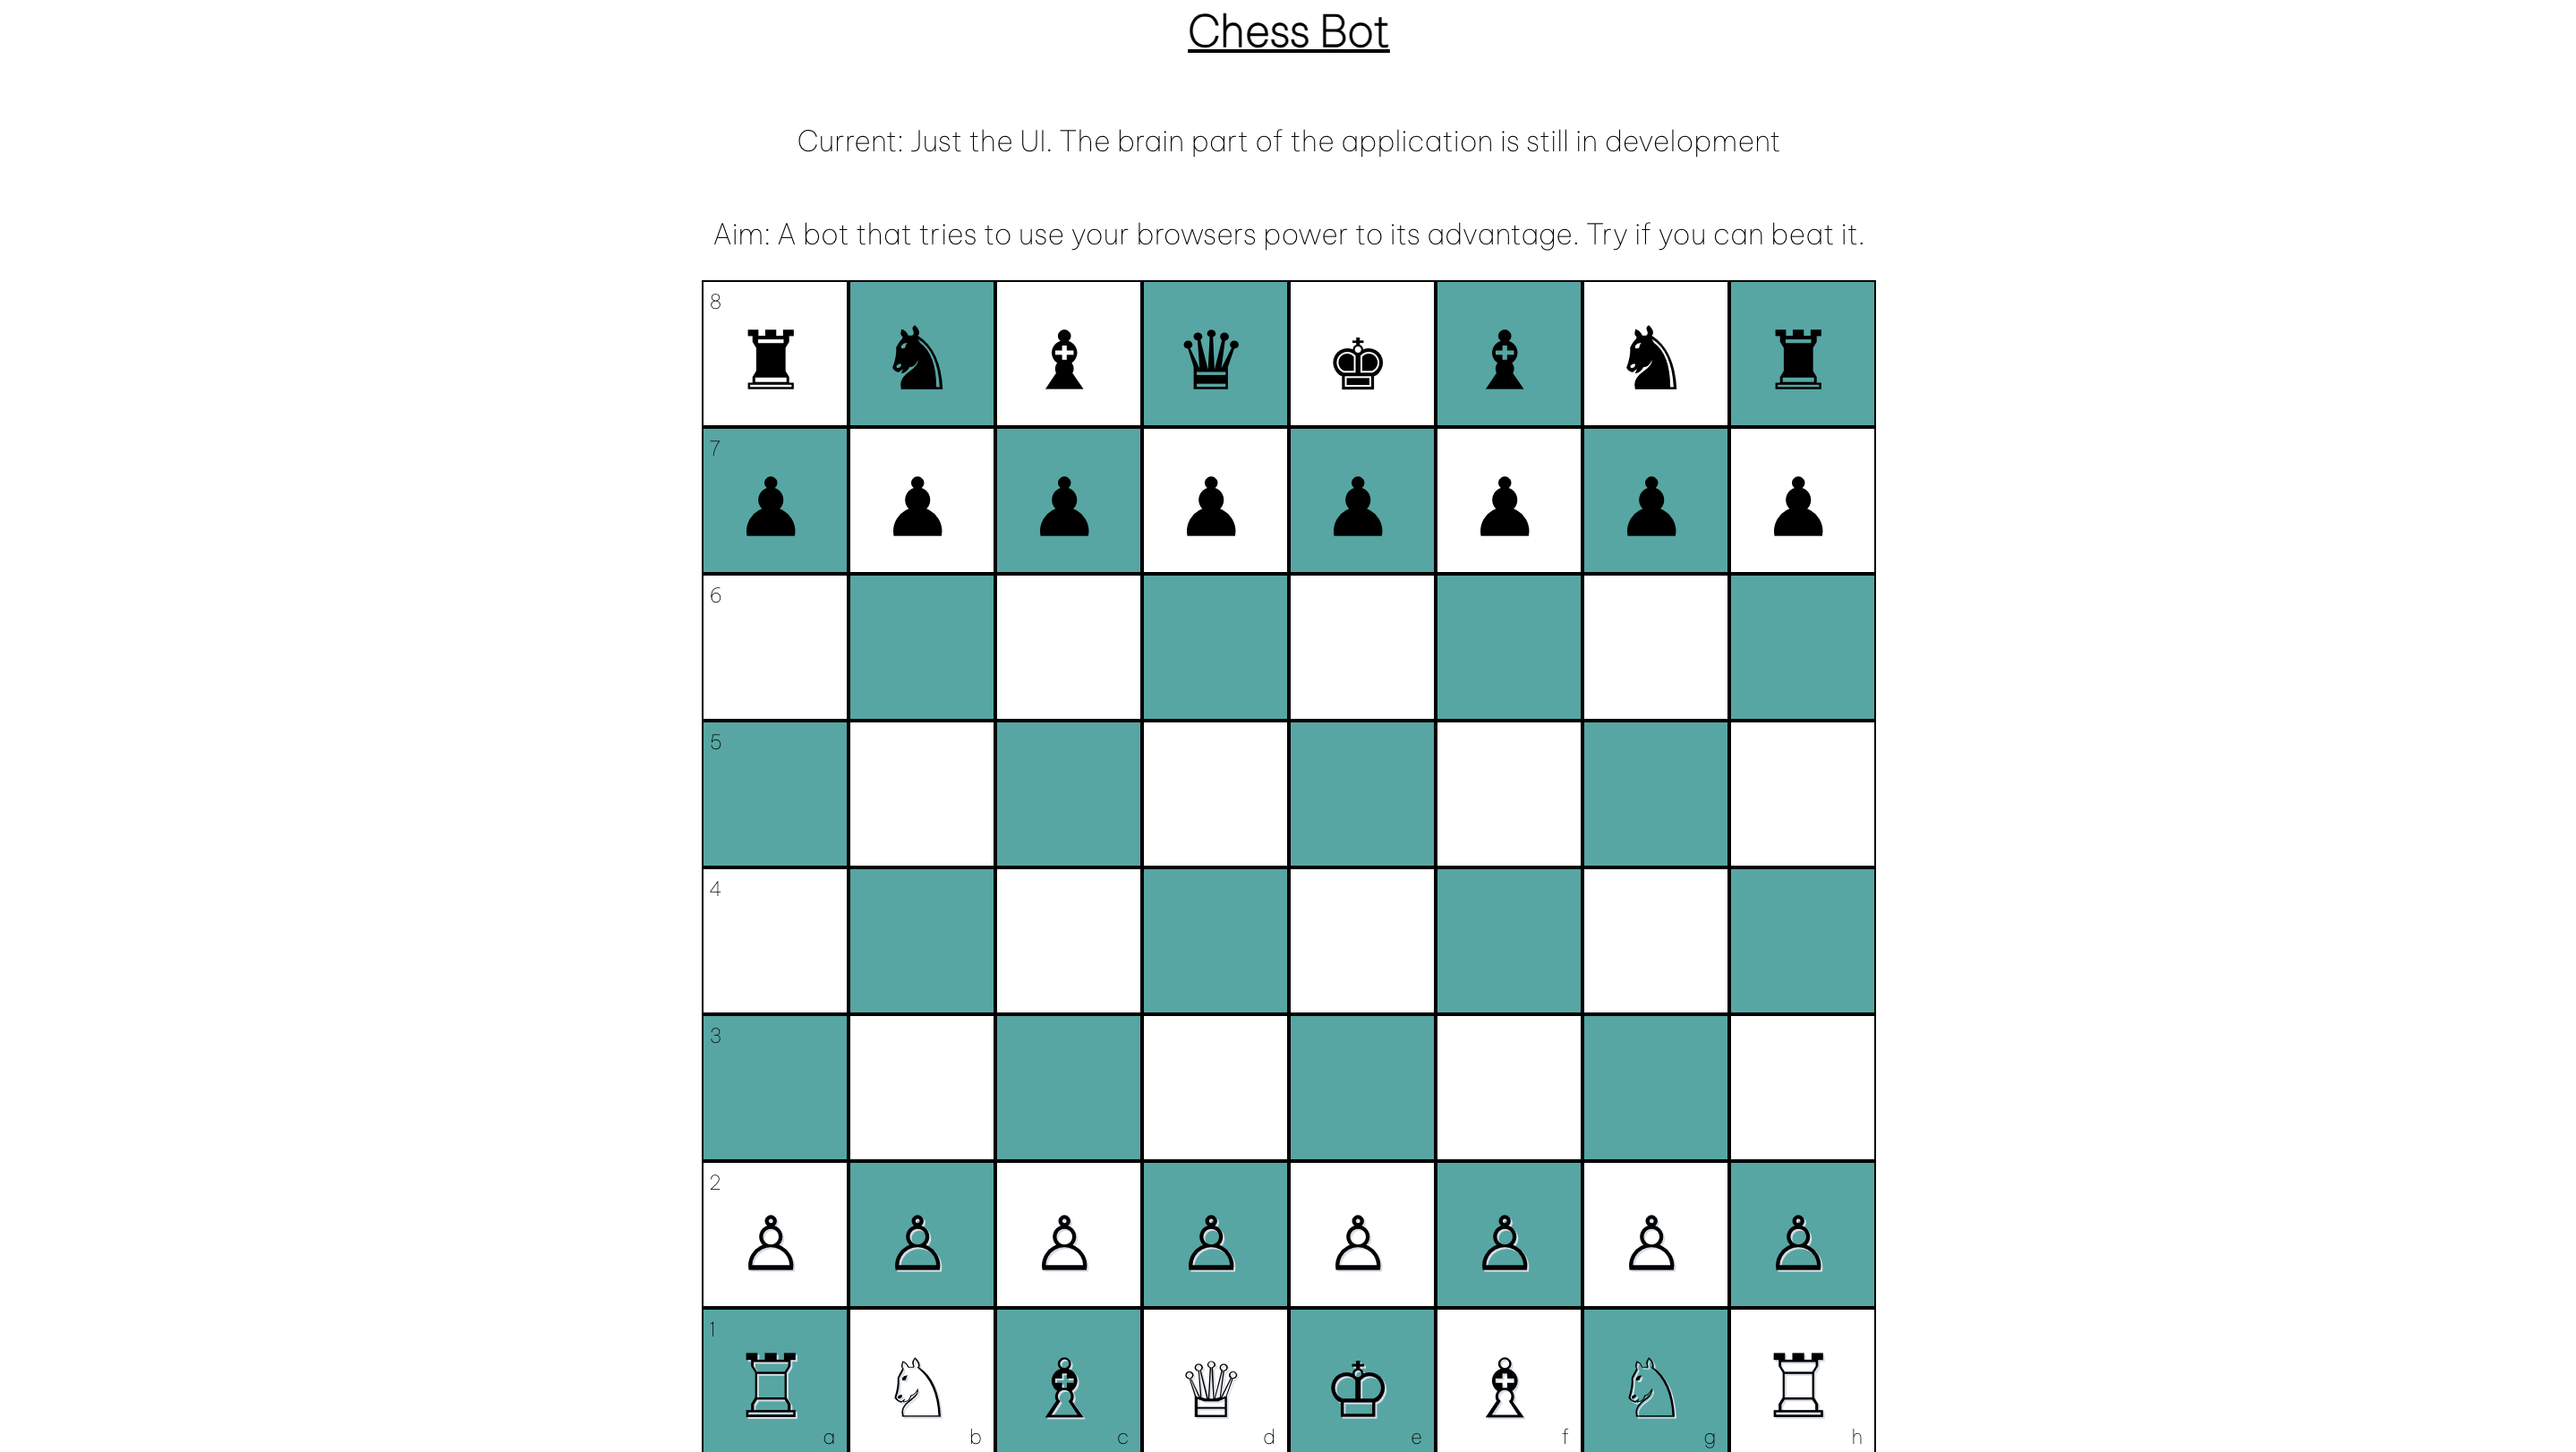 Chess Bot
Current: Just the UI. The brain part of the application is still in development
Aim: A bot that tries to use your browsers power to its advantage. Try if you can beat it.
8
7
6
5
4
3
2
1
a b c d e f g h